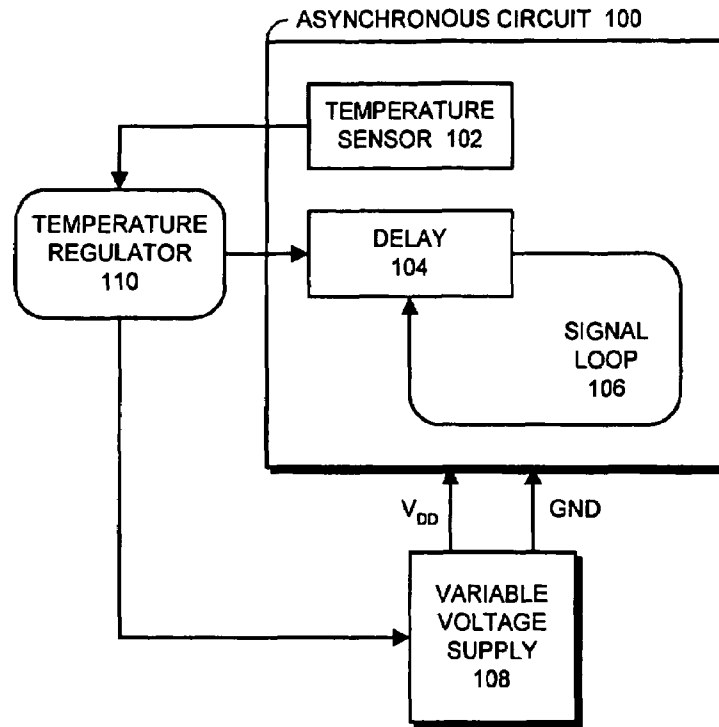 ASYNCHRONOUS CIRCUIT 100
TEMPERATURE
SENSOR 102
TEMPERATURE
REGULATOR
110
DELAY
104
SIGNAL
LOOP
106
VDD
GND
VARIABLE
VOLTAGE
SUPPLY
108